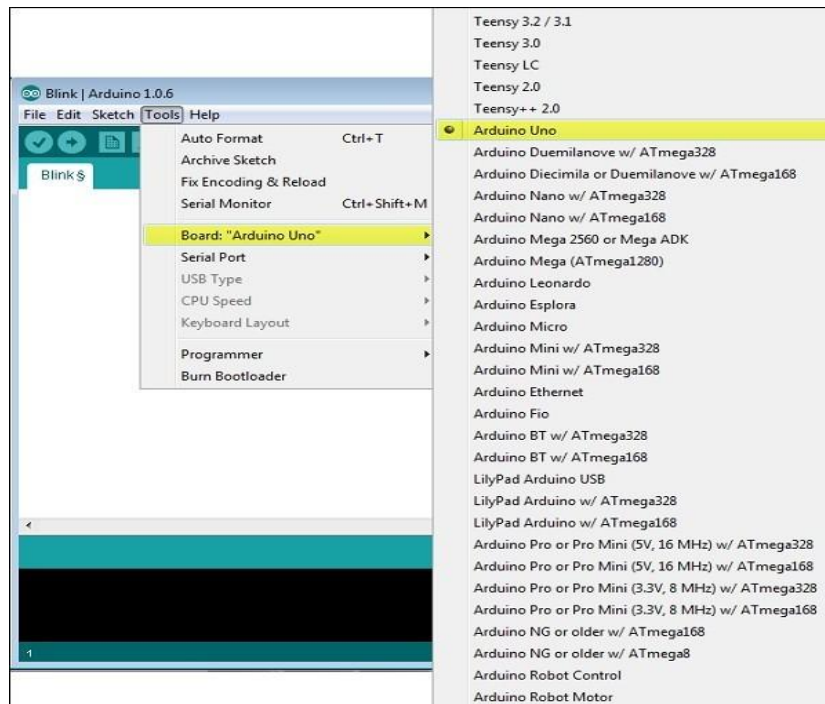 Blink | Arduino 1.0.6
File Edit Sketch Tools Help
Blink §
Auto Format Ctrl+T
Archive Sketch
Fix Encoding & Reload
Serial Monitor Ctrl+Shift+M
Board: "Arduino Uno"
Serial Port
USB Type
CPU Speed
Keyboard Layout
Programmer
Burn Bootloader
1
Teensy 3.2 / 3.1
Teensy 3.0
Teensy LC
Teensy 2.0
Teensy++ 2.0
Arduino Uno
Arduino Duemilanove w/ ATmega328
Arduino Diecimila or Duemilanove w/ ATmega168
Arduino Nano w/ ATmega328
Arduino Nano w/ ATmega168
Arduino Mega 2560 or Mega ADK
Arduino Mega (ATmega1280)
Arduino Leonardo
Arduino Esplora
Arduino Micro
Arduino Mini w/ ATmega328
Arduino Mini w/ ATmega168
Arduino Ethernet
Arduino Fio
Arduino BT w/ ATmega328
Arduino BT w/ ATmega168
LilyPad Arduino USB
LilyPad Arduino w/ ATmega328
LilyPad Arduino w/ ATmega168
Arduino Pro or Pro Mini (5V, 16 MHz) w/ ATmega328
Arduino Pro or Pro Mini (5V, 16 MHz) w/ ATmega168
Arduino Pro or Pro Mini (3.3V, 8 MHz) w/ ATmega328
Arduino Pro or Pro Mini (3.3V, 8 MHz) w/ ATmega168
Arduino NG or older w/ ATmega168
Arduino NG or older w/ ATmega8
Arduino Robot Control
Arduino Robot Motor